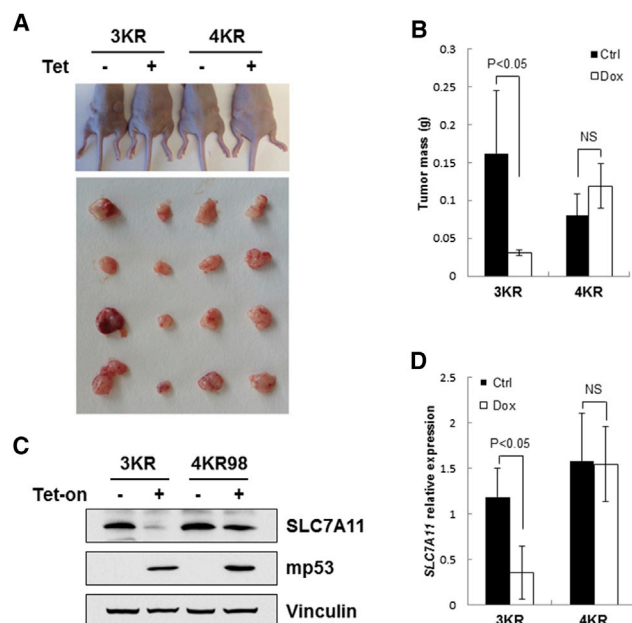 A
3KR 4KR
Tet - + - +
B
Tumor mass (g)
0.3
0.25
0.2
0.15
0.1
0.05
0
Ctrl
Dox
P<0.05
NS
3KR 4KR
C
3KR 4KR98
Tet-on - + - +
SLC7A11
mp53
Vinculin
D
SLC7A11 relative expression
2.5
2
1.5
1
0.5
0
Ctrl
Dox
P<0.05
NS
3KR 4KR